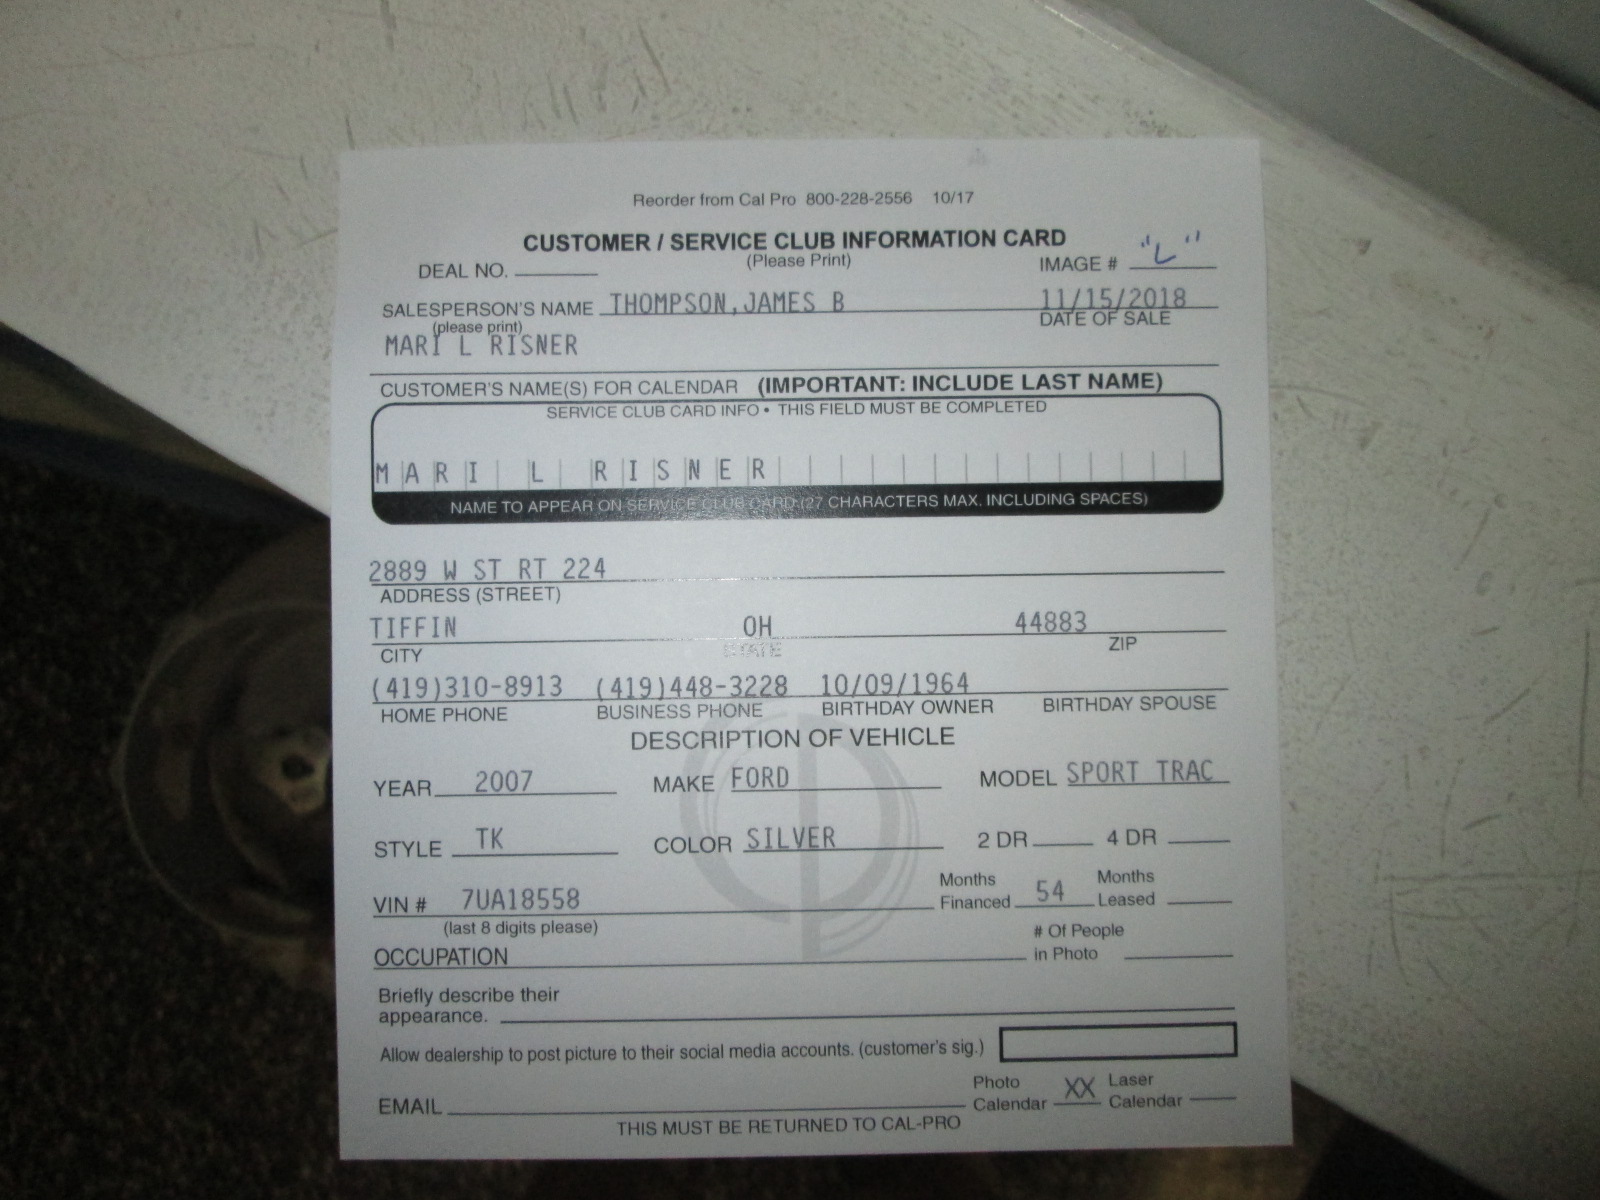 Reorder from Cal Pro 800-228-2556 10/17
CUSTOMER / SERVICE CLUB INFORMATION CARD
(Please Print)
DEAL NO. IMAGE # "L"
SALESPERSON'S NAME THOMPSON,JAMES B 11/15/2018
(please print) DATE OF SALE
MARI L RISNER
CUSTOMER'S NAME(S) FOR CALENDAR (IMPORTANT: INCLUDE LAST NAME)
SERVICE CLUB CARD INFO • THIS FIELD MUST BE COMPLETED
MARI L RISNER
NAME TO APPEAR ON SERVICE CLUB CARD (27 CHARACTERS MAX. INCLUDING SPACES)
2889 W ST RT 224
ADDRESS (STREET)
TIFFIN OH 44883
CITY STATE ZIP
(419)310-8913 (419)448-3228 10/09/1964
HOME PHONE BUSINESS PHONE BIRTHDAY OWNER BIRTHDAY SPOUSE
DESCRIPTION OF VEHICLE
YEAR 2007 MAKE FORD MODEL SPORT TRAC
STYLE TK COLOR SILVER 2 DR 4 DR
VIN # 7UA18558 Months Financed 54 Months Leased
(last 8 digits please)
OCCUPATION # Of People in Photo
Briefly describe their
appearance.
Allow dealership to post picture to their social media accounts. (customer's sig.)
EMAIL Photo Calendar XX Laser Calendar
THIS MUST BE RETURNED TO CAL-PRO